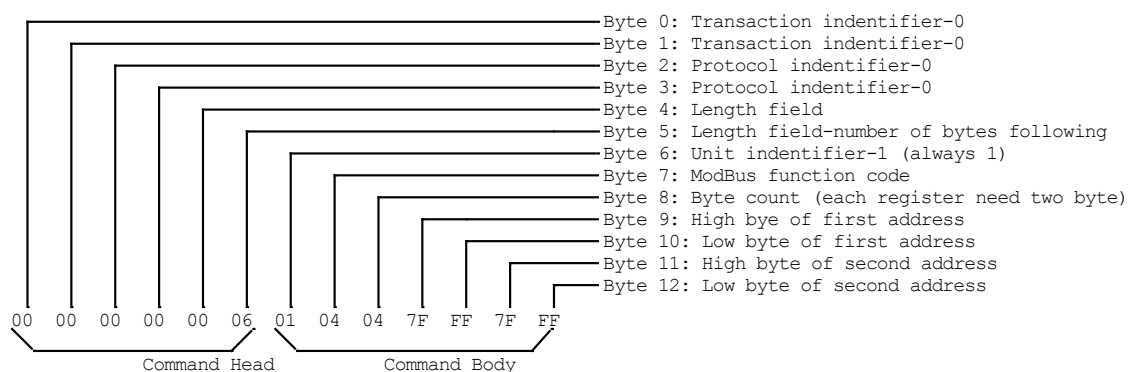 Byte 0: Transaction indentifier-0
Byte 1: Transaction indentifier-0
Byte 2: Protocol indentifier-0
Byte 3: Protocol indentifier-0
Byte 4: Length field
Byte 5: Length field-number of bytes following
Byte 6: Unit indentifier-1 (always 1)
Byte 7: ModBus function code
Byte 8: Byte count (each register need two byte)
Byte 9: High bye of first address
Byte 10: Low byte of first address
Byte 11: High byte of second address
Byte 12: Low byte of second address
00 00 00 00 00 06 01 04 04 7F FF 7F FF
Command Head Command Body